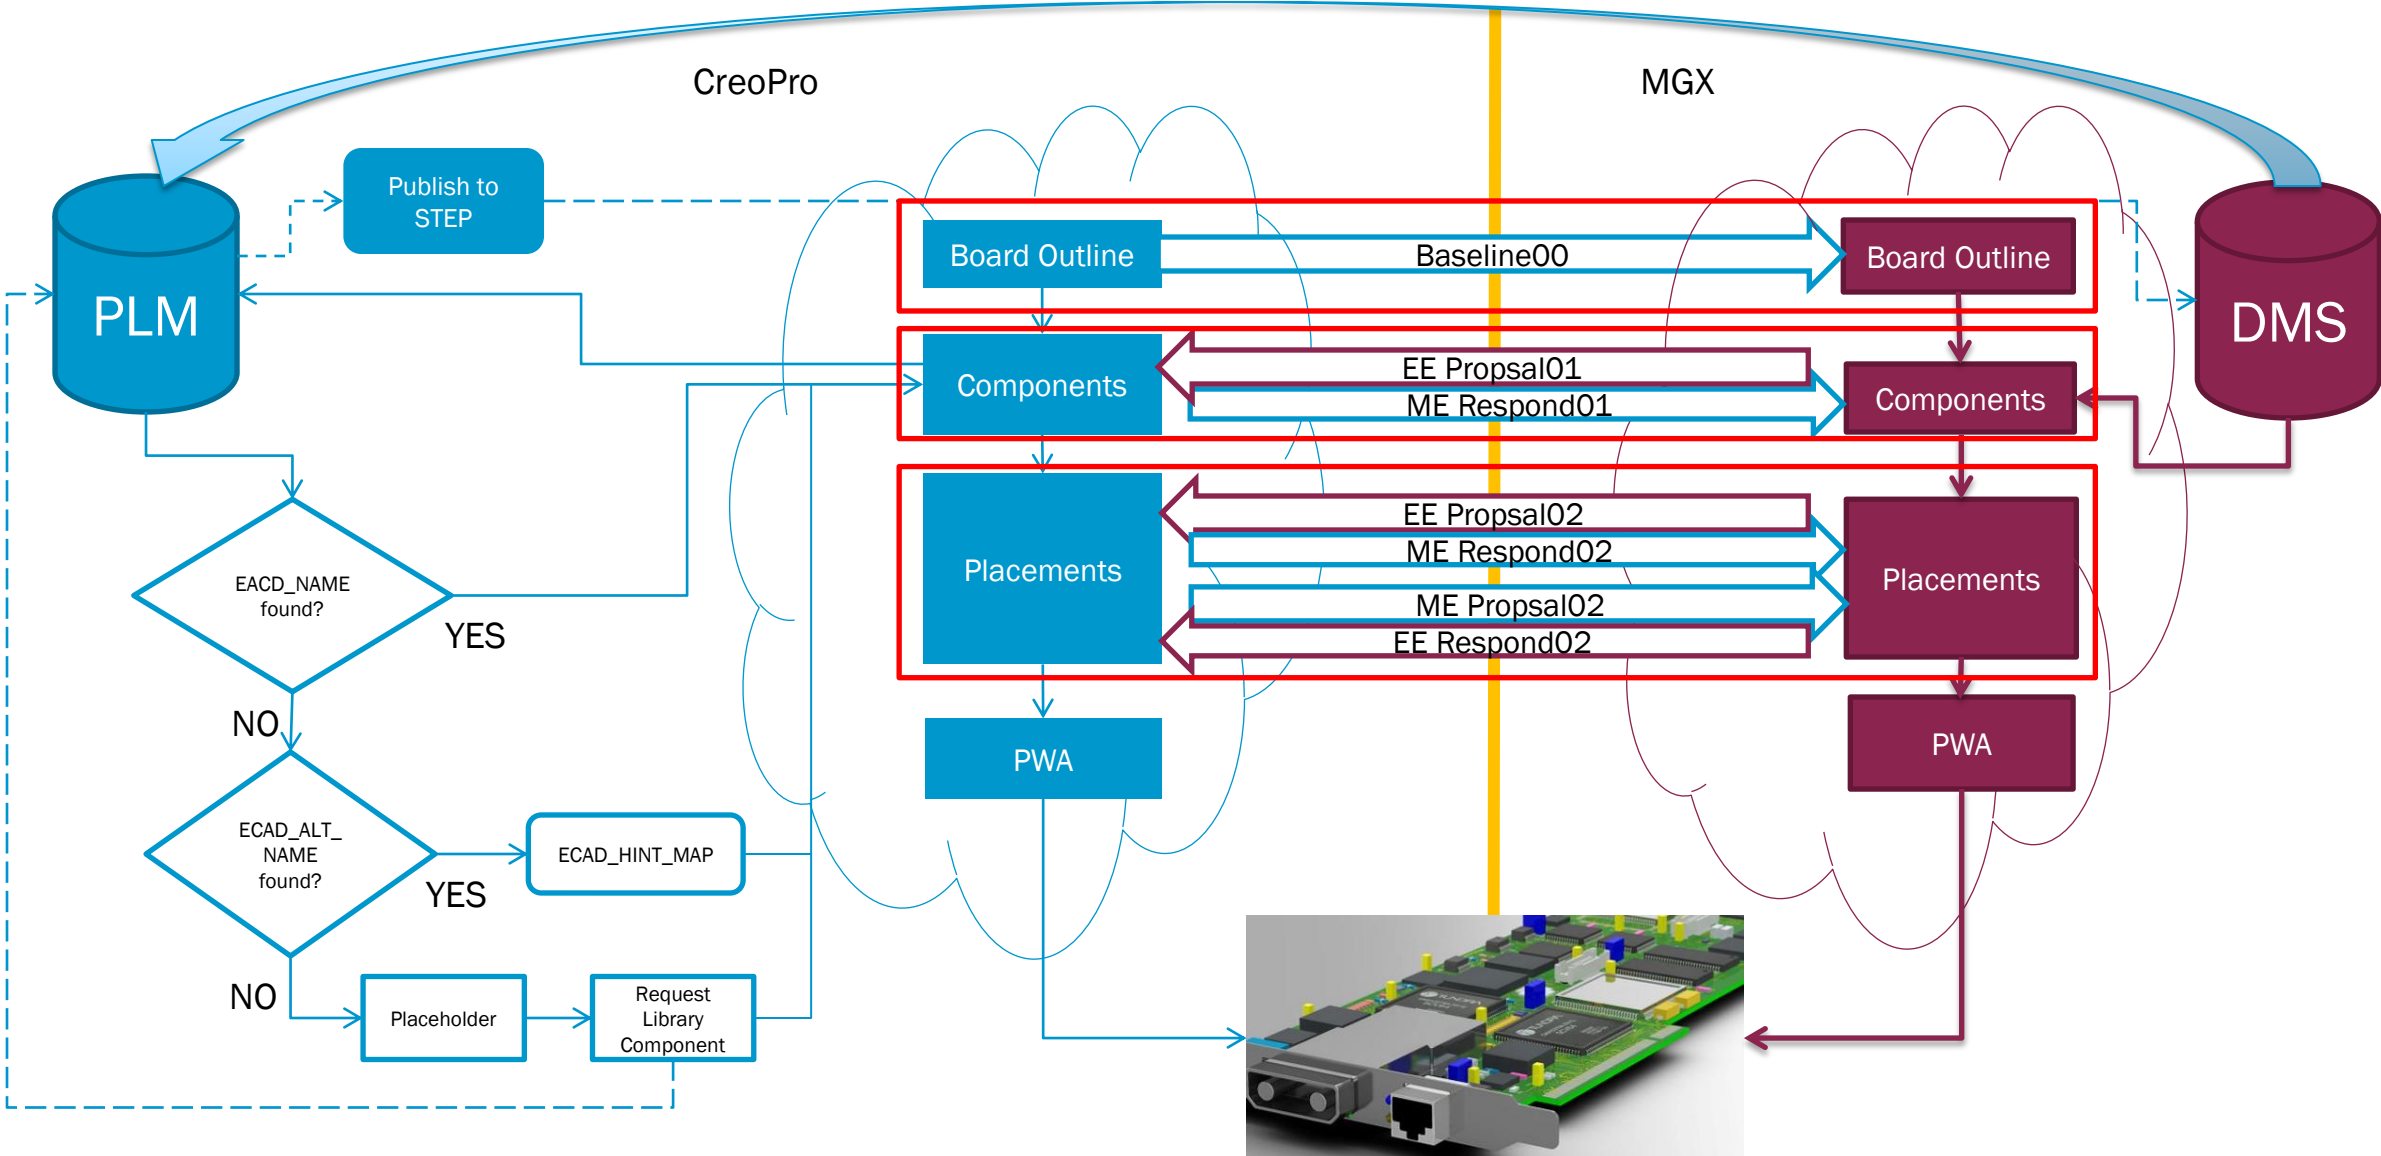 CreoPro
MGX
Publish to
STEP
Board Outline
Baseline00
Board Outline
PLM
DMS
Components
EE Propsal01
ME Respond01
Components
Placements
EE Propsal02
ME Respond02
ME Propsal02
EE Respond02
Placements
EACD_NAME
found?
YES
NO
PWA
PWA
ECAD_ALT_
NAME
found?
YES
ECAD_HINT_MAP
NO
Placeholder
Request
Library
Component